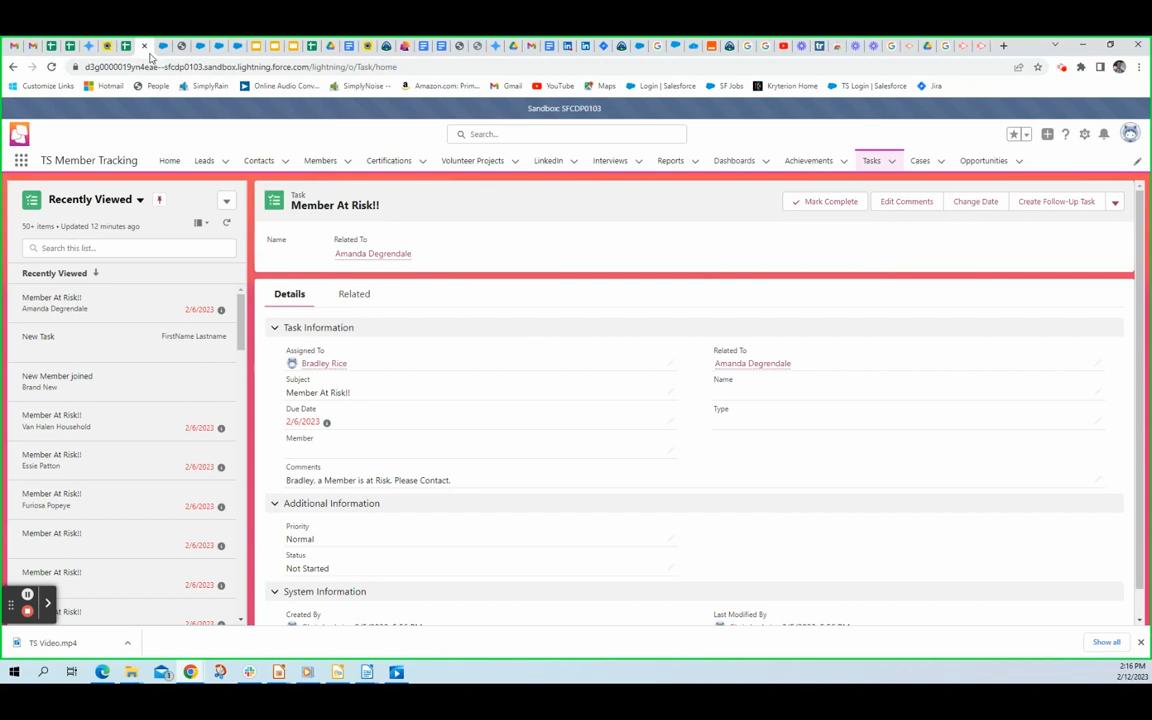 d3g0000019yn4eae--sfcdp0103.sandbox.lightning.force.com/lightning/o/Task/home
Customize Links Hotmail People SimplyRain Online Audio Conv... SimplyNoise -- Amazon.com: Prim... Gmail YouTube Maps Login | Salesforce SF Jobs Kryterion Home TS Login | Salesforce Jira
Sandbox: SFCDP0103
Search...
TS Member Tracking Home Leads Contacts Members Certifications Volunteer Projects LinkedIn Interviews Reports Dashboards Achievements Tasks Cases Opportunities
Recently Viewed
50+ items • Updated 12 minutes ago
Search this list...
Recently Viewed
Member At Risk!!
Amanda Degrendale 2/6/2023
New Task FirstName Lastname
New Member joined
Brand New
Member At Risk!!
Van Halen Household 2/6/2023
Member At Risk!!
Essie Patton 2/6/2023
Member At Risk!!
Furiosa Popeye 2/6/2023
Member At Risk!!
2/6/2023
Member At Risk!!
2/6/2023
Task
Member At Risk!!
Mark Complete Edit Comments Change Date Create Follow-Up Task
Name Related To
Amanda Degrendale
Details Related
Task Information
Assigned To Related To
Bradley Rice Amanda Degrendale
Subject Name
Member At Risk!!
Due Date Type
2/6/2023
Member
Comments
Bradley, a Member is at Risk. Please Contact.
Additional Information
Priority
Normal
Status
Not Started
System Information
Created By Last Modified By
TS Video.mp4 Show all
2:16 PM
2/12/2023